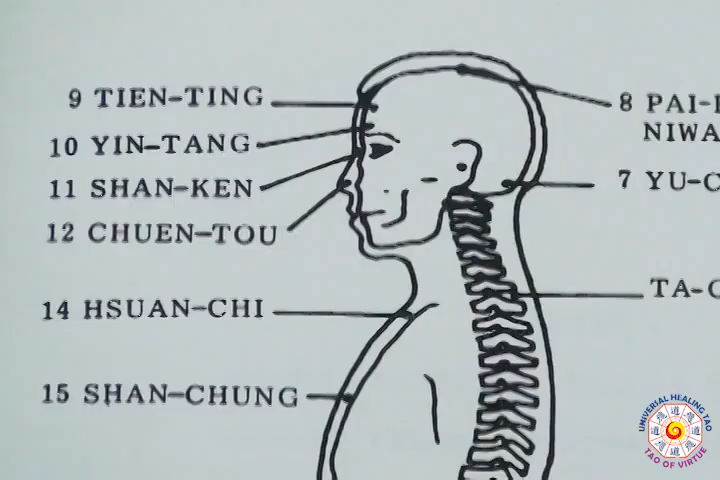 9 TIEN-TING
10 YIN-TANG
11 SHAN-KEN
12 CHUEN-TOU
14 HSUAN-CHI
15 SHAN-CHUNG
8 PAI-
NIWA
7 YU-C
TA-C
UNIVERSAL HEALING TAO
TAO OF VIRTUE